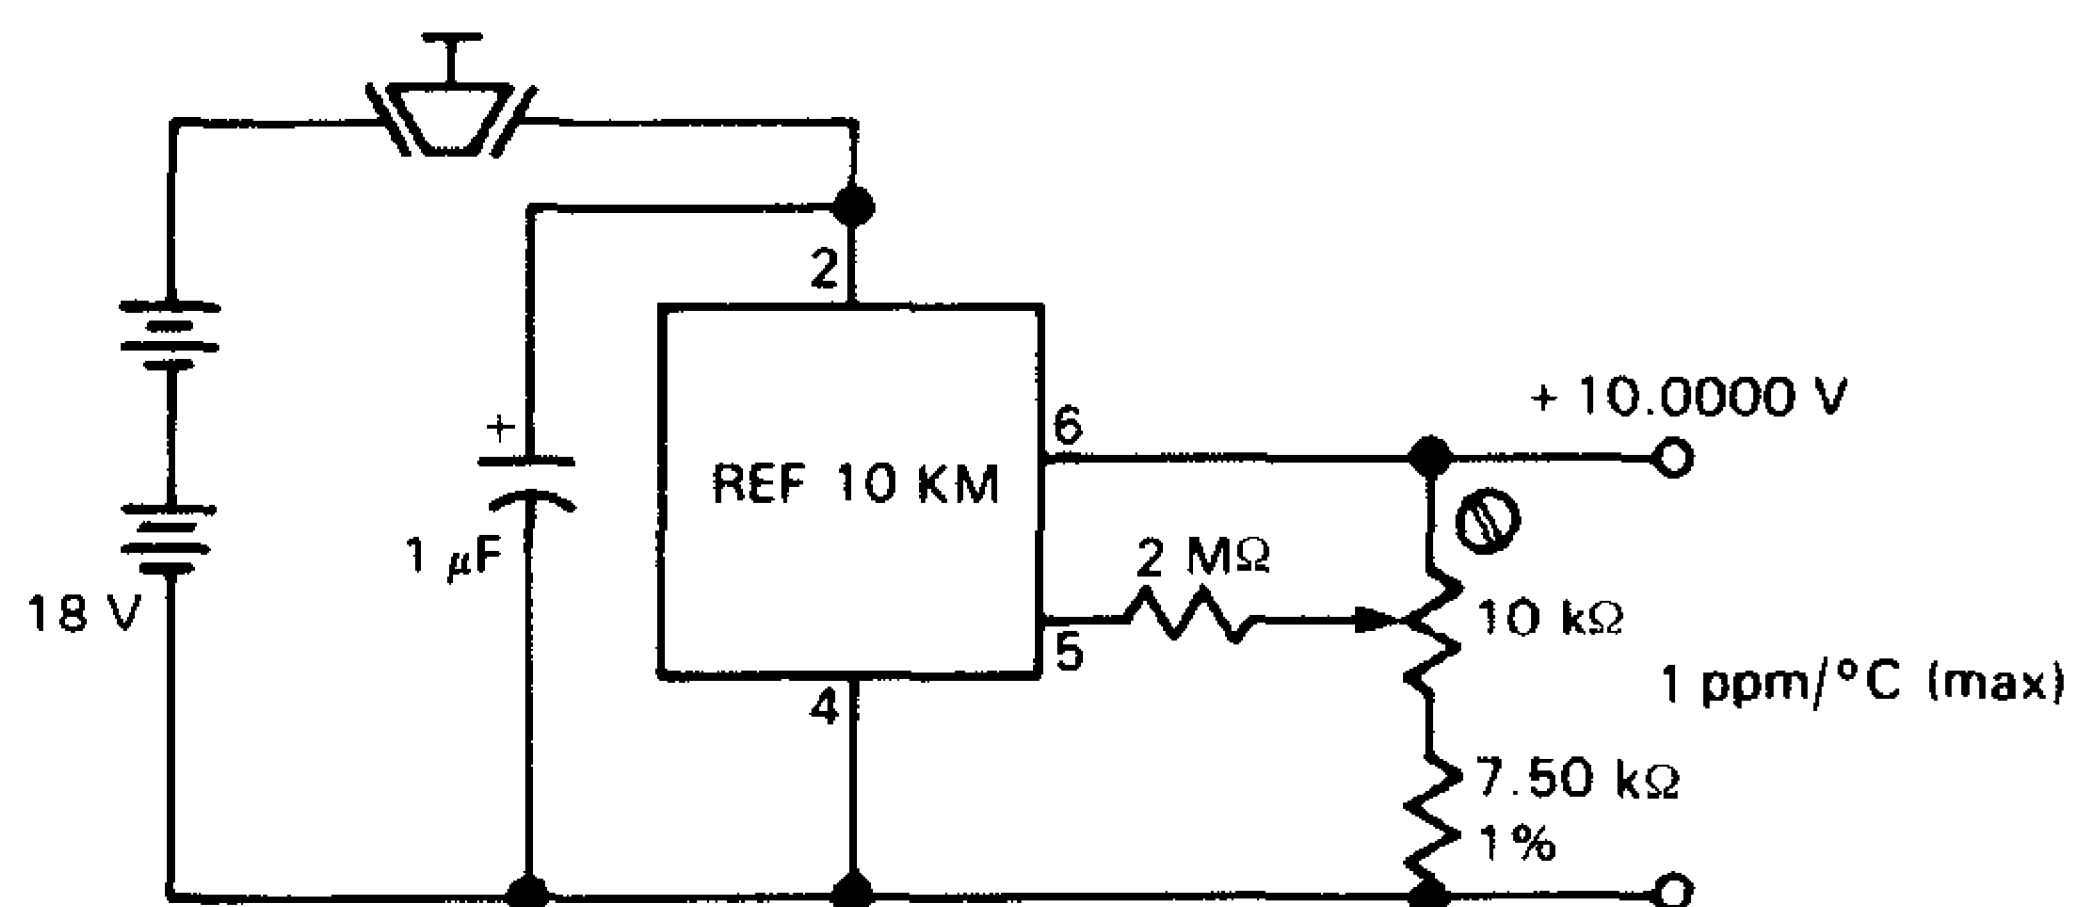 2
+ 10.0000 V
6
+
REF 10 KM
1 μF
2 MΩ
18 V
10 kΩ
5
1 ppm/°C (max)
4
7.50 kΩ
1%